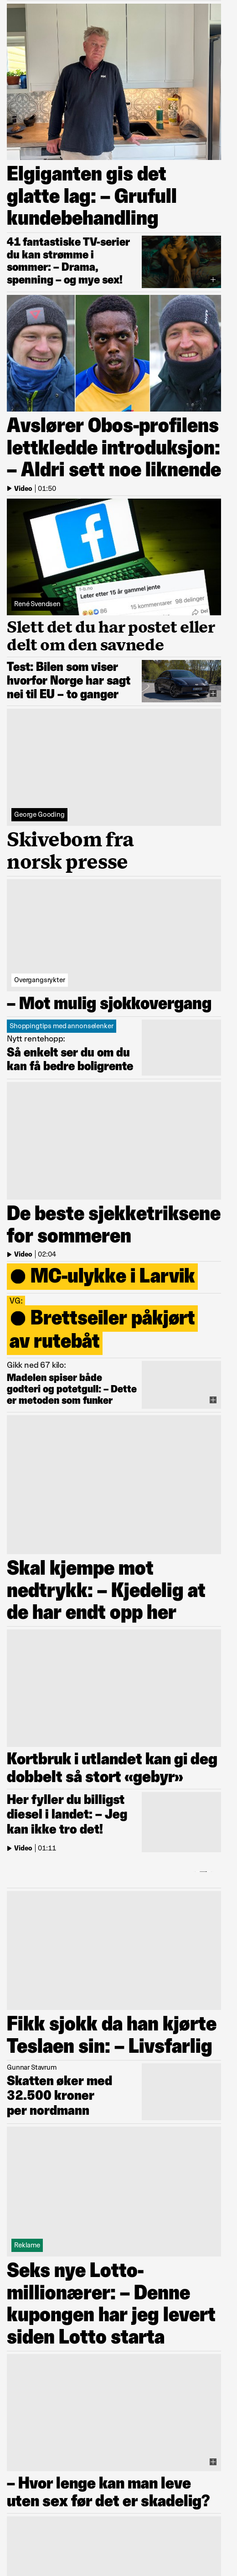 Elgiganten gis det
glatte lag: – Grufull
kundebehandling
41 fantastiske TV-serier
du kan strømme i
sommer: – Drama,
spenning – og mye sex!
Avslører Obos-profilens
lettkledde introduksjon:
– Aldri sett noe liknende
Video | 01:50
Leter etter 15 år gammel jente
86
15 kommentarer 98 delinger
René Svendsen
Slett det du har postet eller
delt om den savnede
Test: Bilen som viser
hvorfor Norge har sagt
nei til EU – to ganger
George Gooding
Skivebom fra
norsk presse
Overgangsrykter
– Mot mulig sjokkovergang
Shoppingtips med annonselenker
Nytt rentehopp:
Så enkelt ser du om du
kan få bedre boligrente
De beste sjekketriksene
for sommeren
Video | 02:04
● MC-ulykke i Larvik
VG:
● Brettseiler påkjørt
av rutebåt
Gikk ned 67 kilo:
Madelen spiser både
godteri og potetgull: – Dette
er metoden som funker
Skal kjempe mot
nedtrykk: – Kjedelig at
de har endt opp her
Kortbruk i utlandet kan gi deg
dobbelt så stort «gebyr»
Her fyller du billigst
diesel i landet: – Jeg
kan ikke tro det!
Video | 01:11
Fikk sjokk da han kjørte
Teslaen sin: – Livsfarlig
Gunnar Stavrum
Skatten øker med
32.500 kroner
per nordmann
Reklame
Seks nye Lotto-
millionærer: – Denne
kupongen har jeg levert
siden Lotto starta
– Hvor lenge kan man leve
uten sex før det er skadelig?